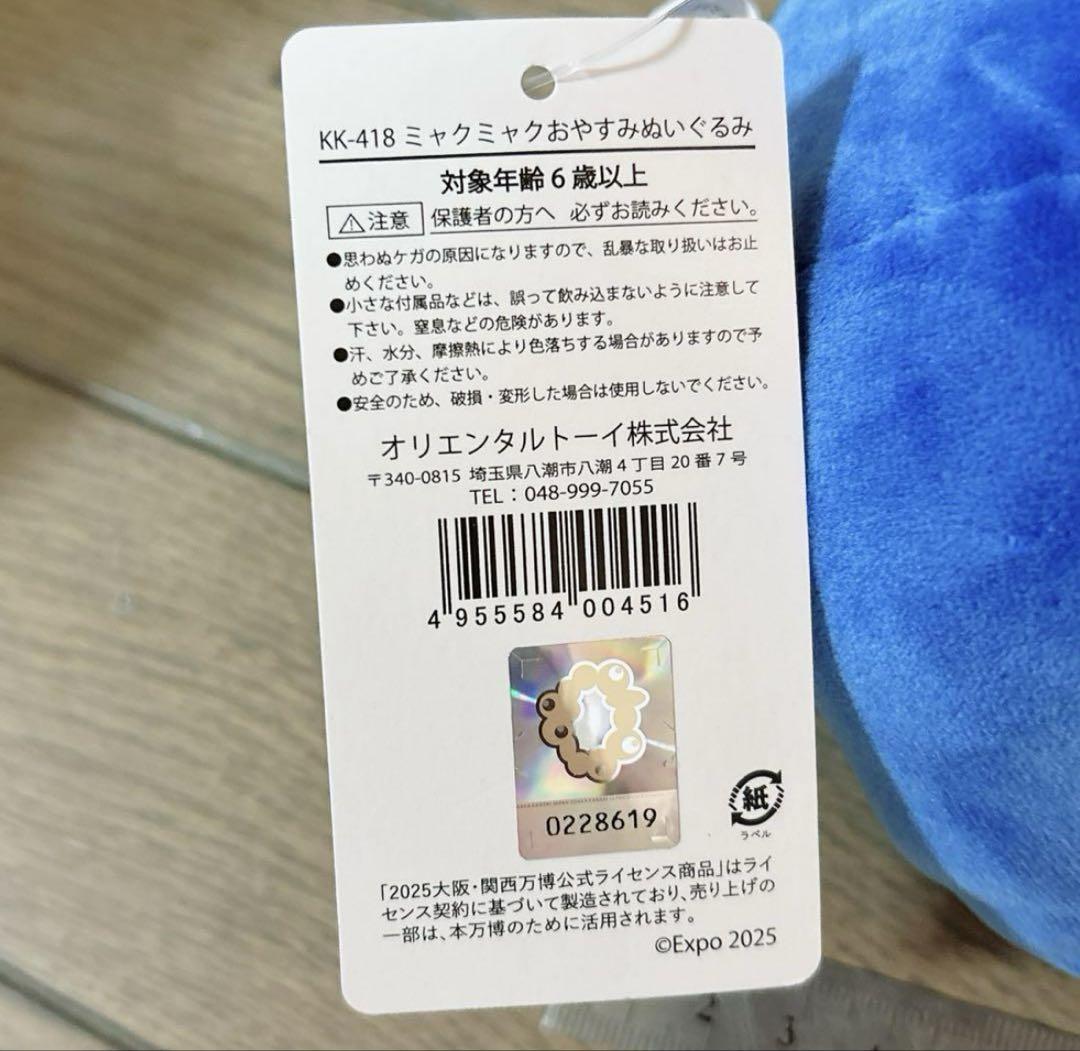 KK-418 ミャクミャクおやすみぬいぐるみ
対象年齢6歳以上
⚠注意 保護者の方へ 必ずお読みください。
●思わぬケガの原因になりますので、乱暴な取り扱いはお止
めください。
●小さな付属品などは、誤って飲み込まないように注意して
下さい。窒息などの危険があります。
●汗、水分、摩擦熱により色落ちする場合がありますので予
めご了承ください。
●安全のため、破損・変形した場合は使用しないでください。
オリエンタルトーイ株式会社
〒340-0815 埼玉県八潮市八潮4丁目20番7号
TEL：048-999-7055
4 955584 004516
0228619
紙
ラベル
「2025大阪・関西万博公式ライセンス商品」はライ
センス契約に基づいて製造されており、売り上げの
一部は、本万博のために活用されます。
©Expo 2025
2 3